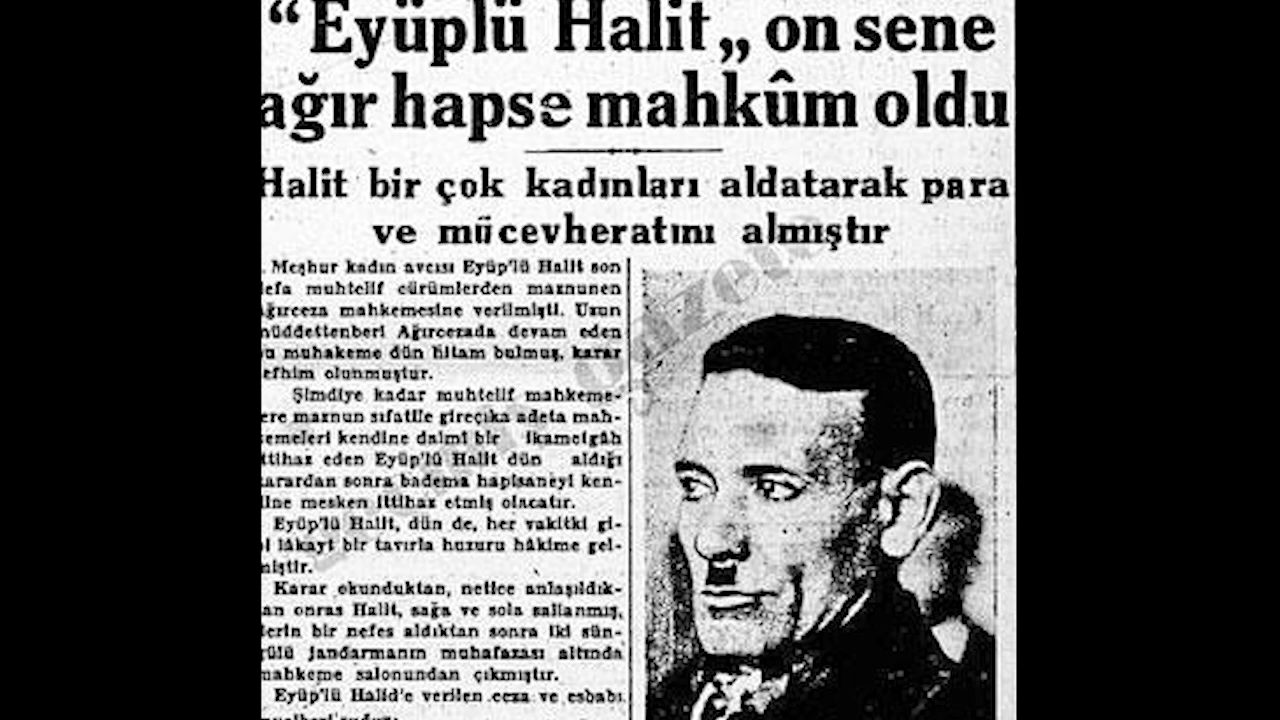 “Eyüplü Halit„ on sene
ağır hapse mahkûm oldu
Halit bir çok kadınları aldatarak para
ve mücevheratını almıştır
Meşhur kadın avcısı Eyüp'lü Halit son
defa muhtelif cürümlerden maznunen
ağırceza mahkemesine verilmişti. Uzun
müddettenberi Ağırcezada devam eden
bu muhakeme dün hitam bulmuş, karar
tefhim olunmuştur.
Şimdiye kadar muhtelif mahkeme-
lere maznun sıfatile gireçıka adeta mah-
kemeleri kendine daimi bir ikametgâh
ittihaz eden Eyüp'lü Halit dün aldığı
karardan sonra badema hapisaneyi ken-
dine mesken ittihaz etmiş olacatır.
Eyüp'lü Halit, dün de, her vakitki gi-
bi lâkayt bir tavırla huzuru hâkime gel-
miştir.
Karar okunduktan, netice anlaşıldık-
tan onras Halit, sağa ve sola sallanmış,
derin bir nefes aldıktan sonra iki sün-
gülü jandarmanın muhafazası altında
mahkeme salonundan çıkmıştır.
Eyüp'lü Halid'e verilen ceza ve esbabı